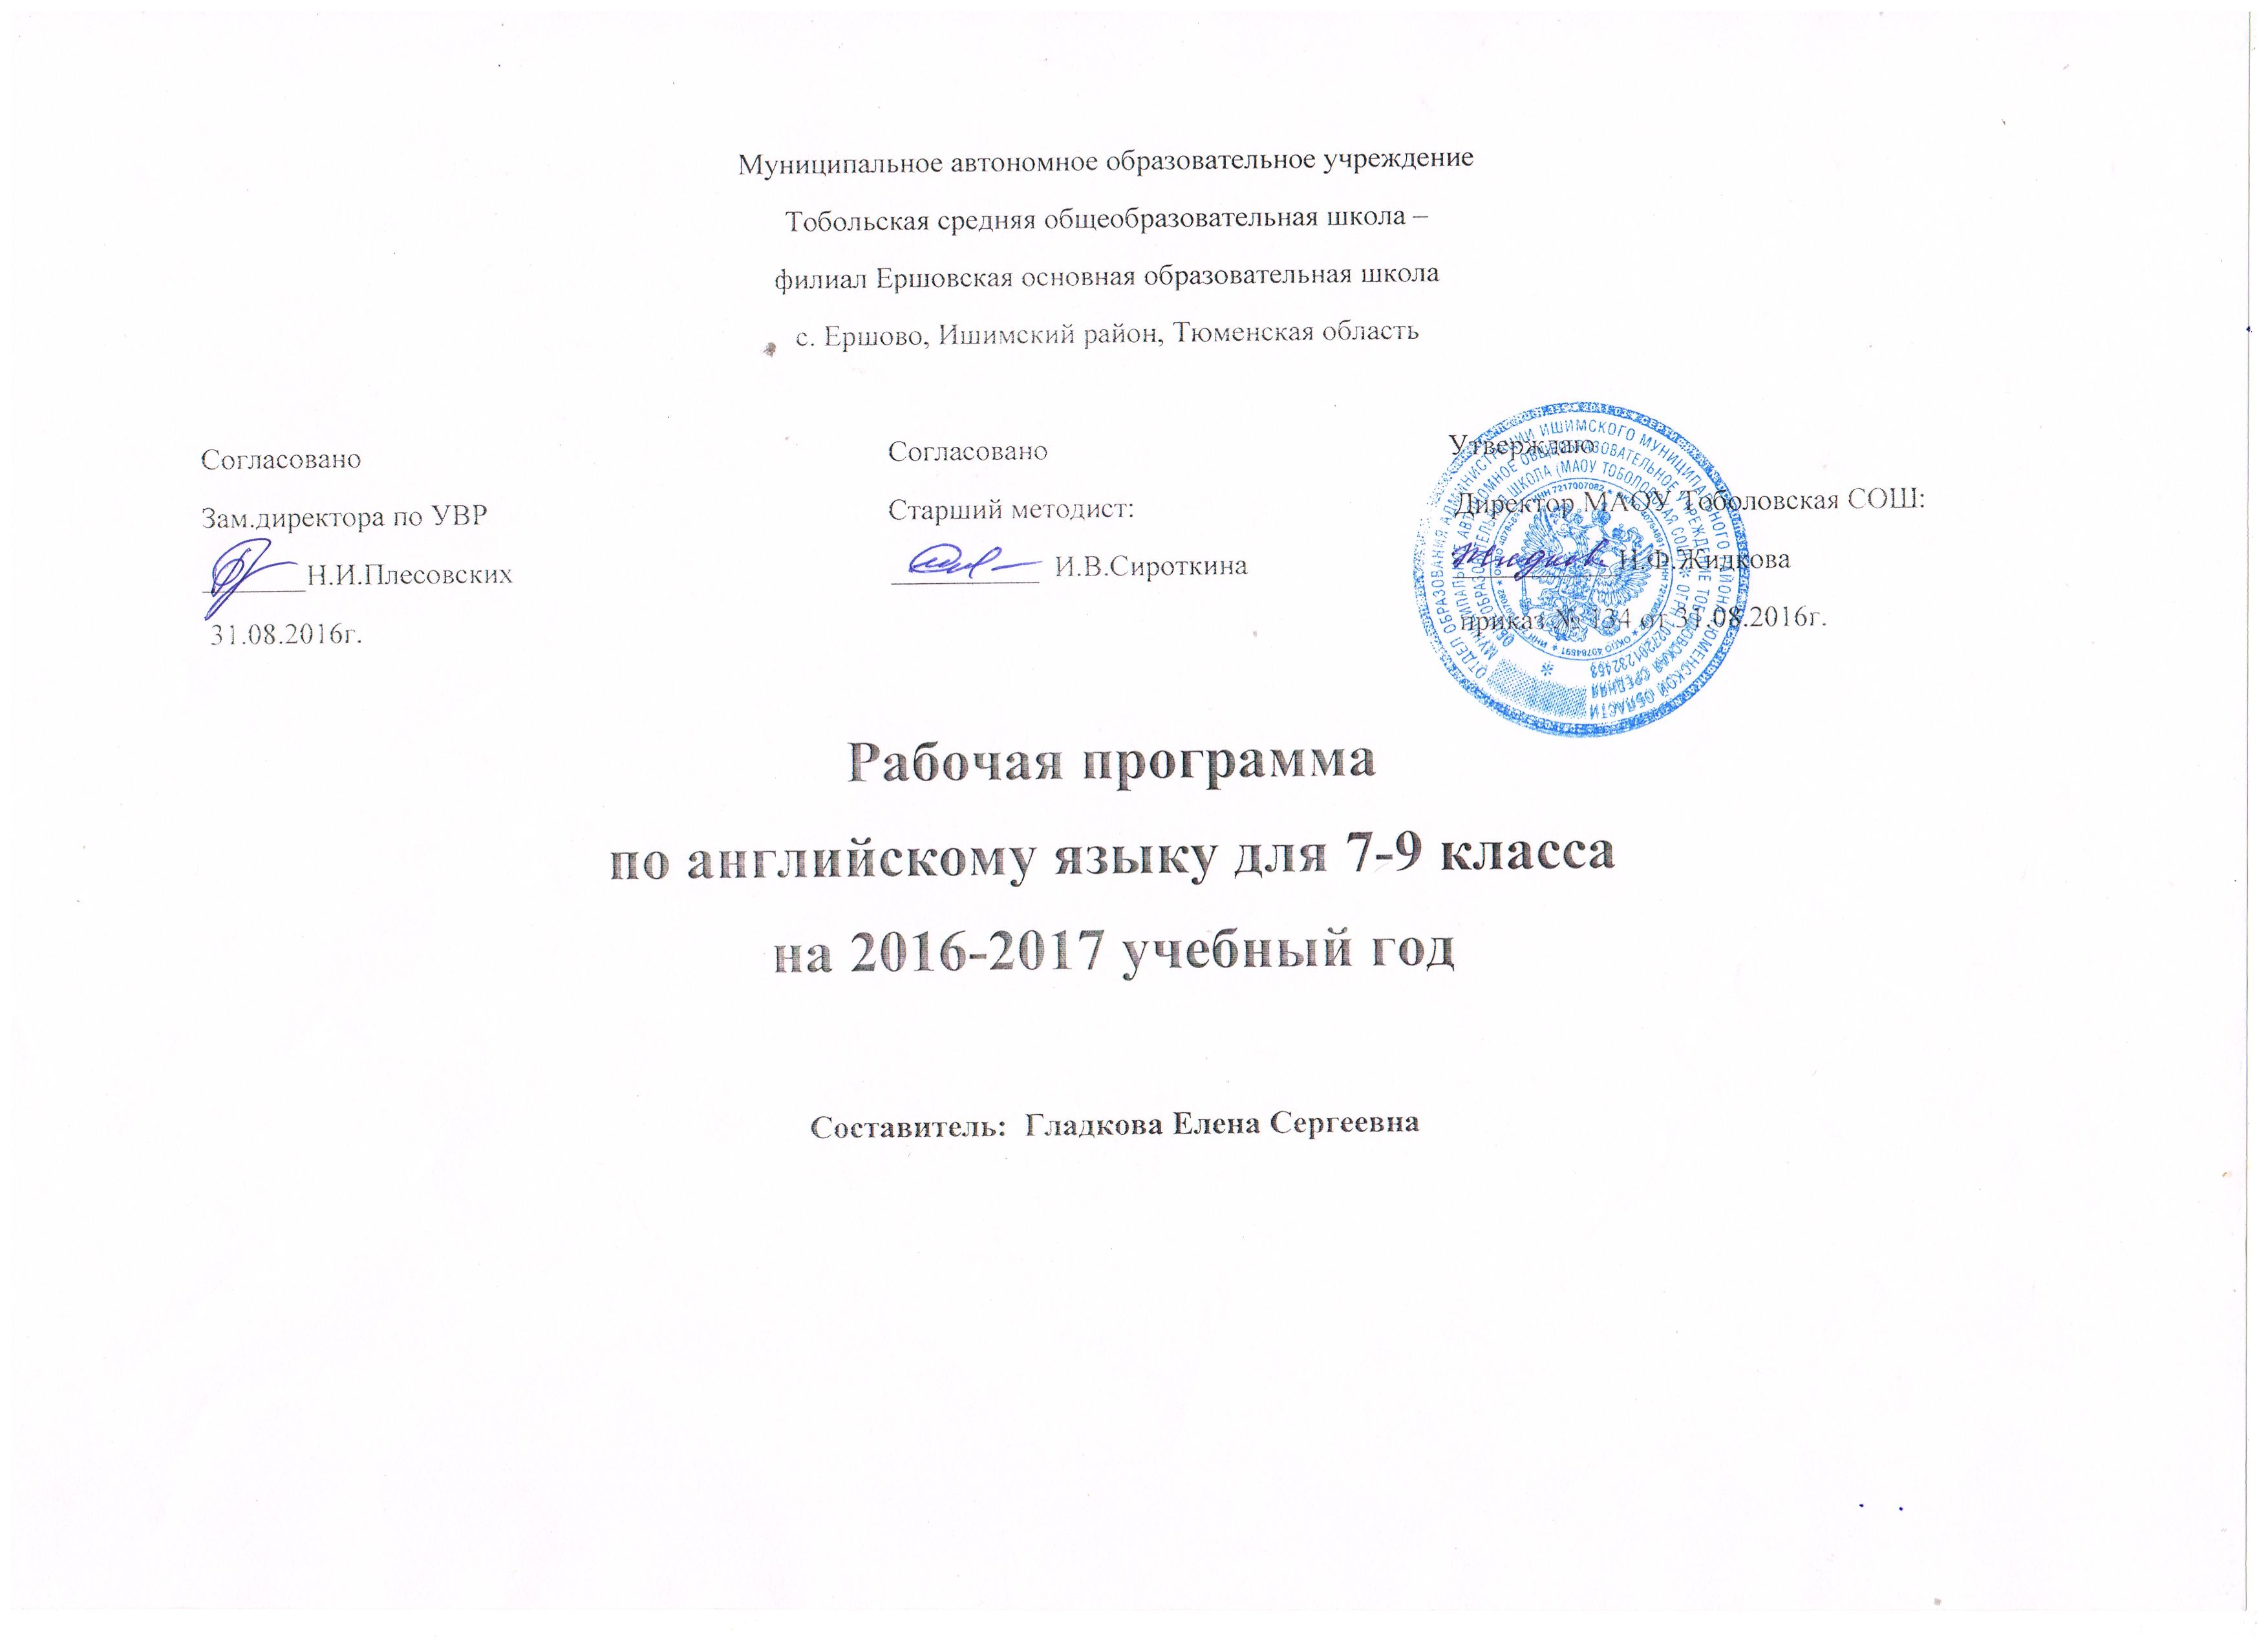 Муниципальное автономное образовательное учреждение
Тобольская средняя общеобразовательная школа –
филиал Ершовская основная образовательная школа
с. Ершово, Ишимский район, Тюменская область
Согласовано
Зам.директора по УВР
Н.И.Плесовских
31.08.2016г.
Согласовано
Старший методист:
И.В.Сироткина
Утверждаю
Директор МАОУ Тоболовская СОШ:
Н.Ф.Жидкова
приказ № 134 от 31.08.2016г.
Рабочая программа
по английскому языку для 7-9 класса
на 2016-2017 учебный год
Составитель: Гладкова Елена Сергеевна